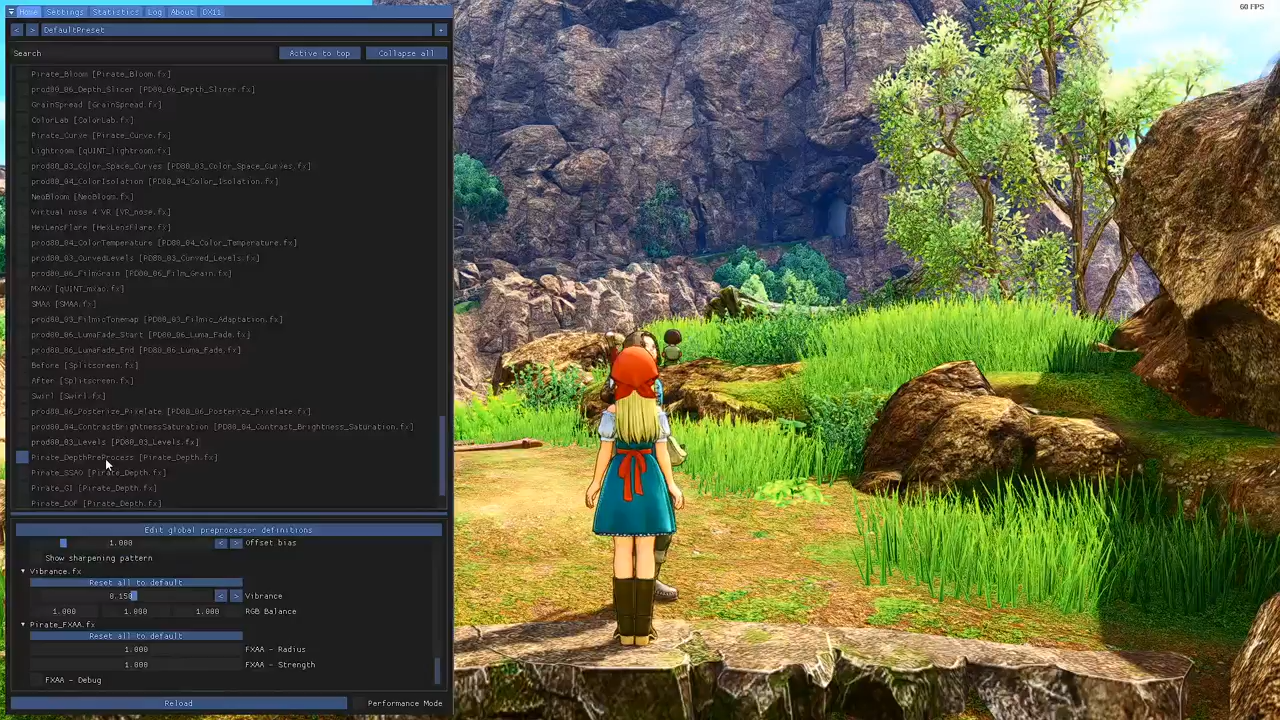 Home Settings Statistics Log About DX11
60 FPS
< > DefaultPreset +
Search Active to top Collapse all
Pirate_Bloom [Pirate_Bloom.fx]
prod80_06_Depth_Slicer [PD80_06_Depth_Slicer.fx]
GrainSpread [GrainSpread.fx]
ColorLab [ColorLab.fx]
Pirate_Curve [Pirate_Curve.fx]
Lightroom [qUINT_lightroom.fx]
prod80_03_Color_Space_Curves [PD80_03_Color_Space_Curves.fx]
prod80_04_ColorIsolation [PD80_04_Color_Isolation.fx]
NeoBloom [NeoBloom.fx]
Virtual nose 4 VR [VR_nose.fx]
HexLensFlare [HexLensFlare.fx]
prod80_04_ColorTemperature [PD80_04_Color_Temperature.fx]
prod80_03_CurvedLevels [PD80_03_Curved_Levels.fx]
prod80_06_FilmGrain [PD80_06_Film_Grain.fx]
MXAO [qUINT_mxao.fx]
SMAA [SMAA.fx]
prod80_03_FilmicTonemap [PD80_03_Filmic_Adaptation.fx]
prod80_06_LumaFade_Start [PD80_06_Luma_Fade.fx]
prod80_06_LumaFade_End [PD80_06_Luma_Fade.fx]
Before [Splitscreen.fx]
After [Splitscreen.fx]
Swirl [Swirl.fx]
prod80_06_Posterize_Pixelate [PD80_06_Posterize_Pixelate.fx]
prod80_04_ContrastBrightnessSaturation [PD80_04_Contrast_Brightness_Saturation.fx]
prod80_03_Levels [PD80_03_Levels.fx]
Pirate_DepthPreProcess [Pirate_Depth.fx]
Pirate_SSAO [Pirate_Depth.fx]
Pirate_GI [Pirate_Depth.fx]
Pirate_DOF [Pirate_Depth.fx]
Edit global preprocessor definitions
1.000 < > Offset bias
Show sharpening pattern
Vibrance.fx
Reset all to default
0.150 < > Vibrance
1.000 1.000 1.000 RGB Balance
Pirate_FXAA.fx
Reset all to default
1.000 FXAA - Radius
1.000 FXAA - Strength
FXAA - Debug
Reload Performance Mode